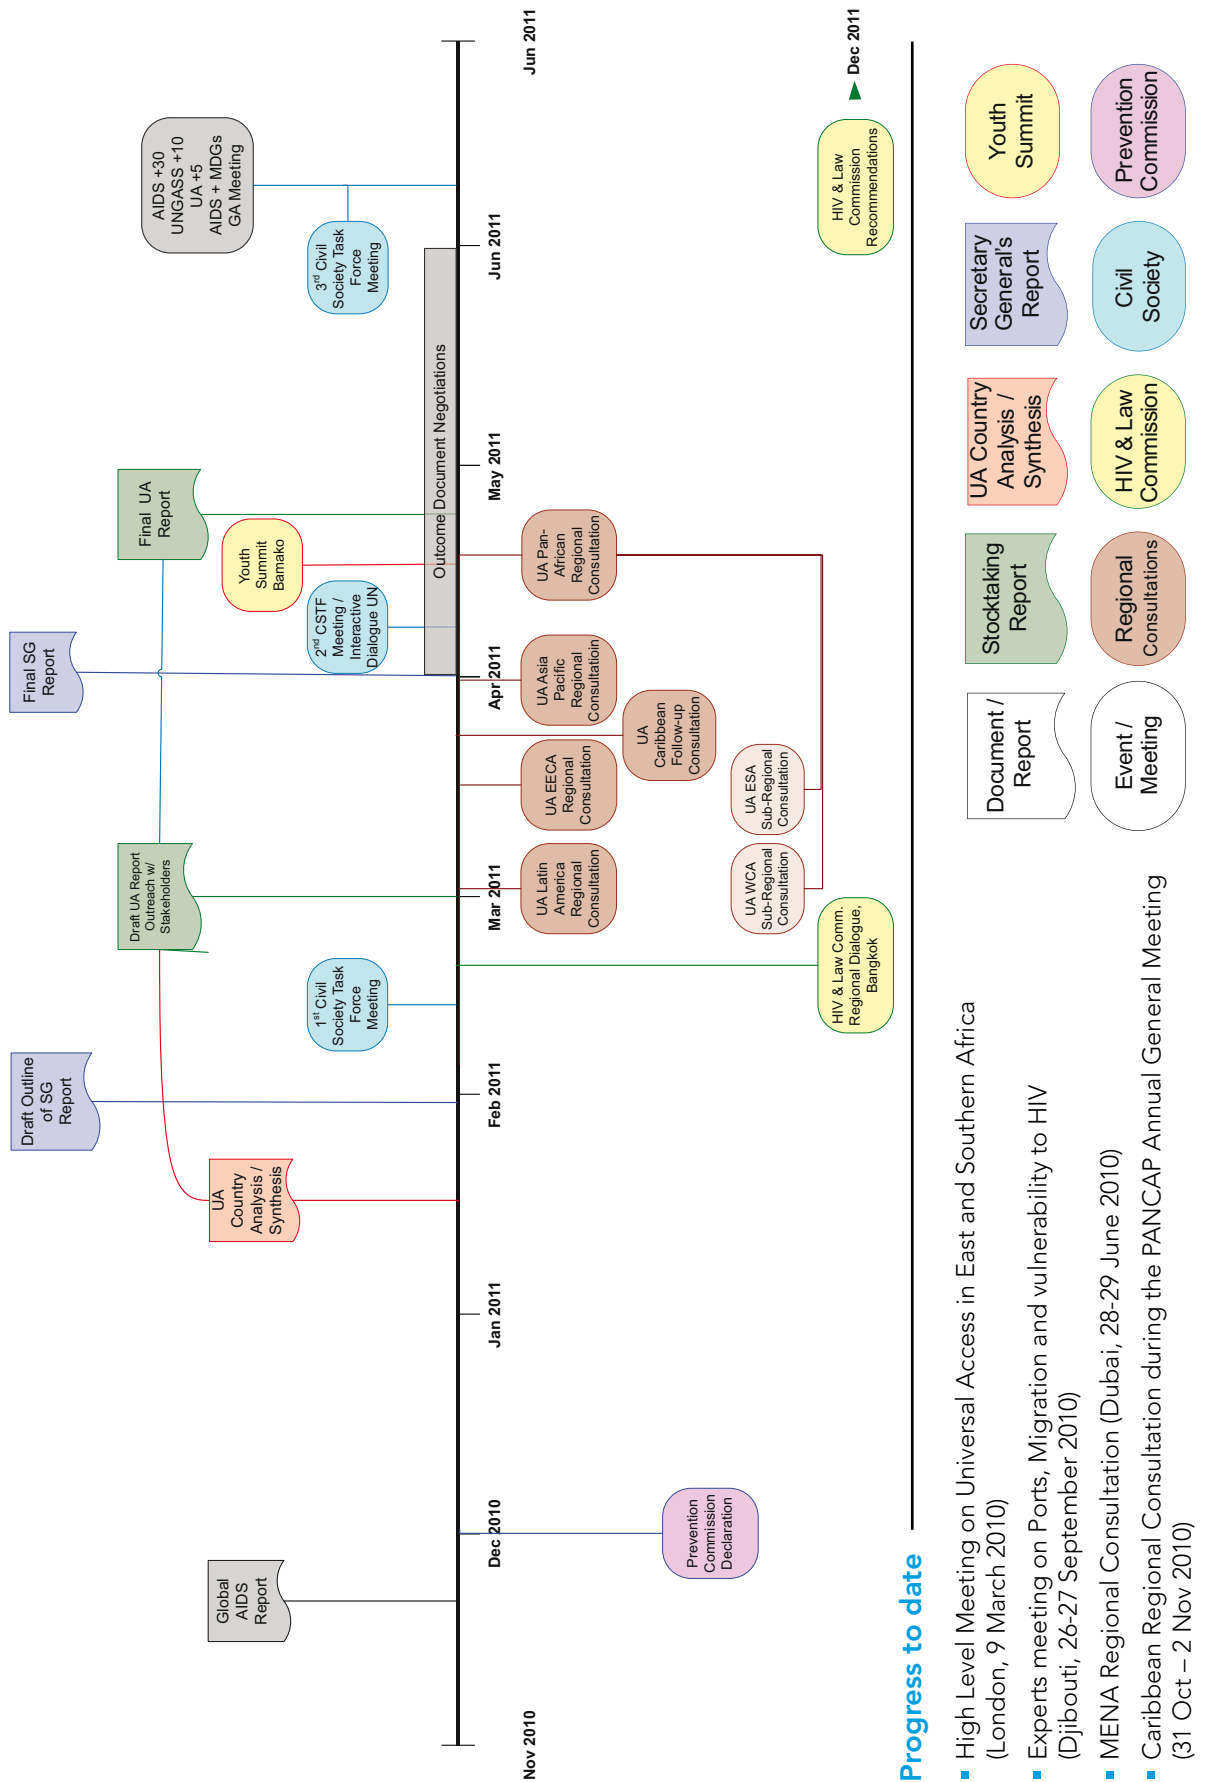 Draft Outline
of SG
Report
Final SG
Report
Draft UA Report
Outreach w/
Stakeholders
Final UA
Report
AIDS +30
UNGASS +10
UA +5
AIDS + MDGs
GA Meeting
Global
AIDS
Report
UA
Country
Analysis /
Synthesis
Youth
Summit
Bamako
1st Civil
Society Task
Force
Meeting
2nd CSTF
Meeting /
Interactive
Dialogue UN
3rd Civil
Society Task
Force
Meeting
Outcome Document Negotiations
Nov 2010
Dec 2010
Jan 2011
Feb 2011
Mar 2011
Apr 2011
May 2011
Jun 2011
Jun 2011
UA Latin
America
Regional
Consultation
UA EECA
Regional
Consultation
UA Asia
Pacific
Regional
Consultatioin
UA Pan-
African
Regional
Consultation
UA
Caribbean
Follow-up
Consultation
Prevention
Commission
Declaration
UA WCA
Sub-Regional
Consultation
UA ESA
Sub-Regional
Consultation
HIV & Law Comm.
Regional Dialogue,
Bangkok
HIV & Law
Commission
Recommendations
Dec 2011
Progress to date
▪ High Level Meeting on Universal Access in East and Southern Africa
(London, 9 March 2010)
▪ Experts meeting on Ports, Migration and vulnerability to HIV
(Djibouti, 26-27 September 2010)
▪ MENA Regional Consultation (Dubai, 28-29 June 2010)
▪ Caribbean Regional Consultation during the PANCAP Annual General Meeting
(31 Oct – 2 Nov 2010)
Document /
Report
Stocktaking
Report
UA Country
Analysis /
Synthesis
Secretary
General's
Report
Youth
Summit
Event /
Meeting
Regional
Consultations
HIV & Law
Commission
Civil
Society
Prevention
Commission